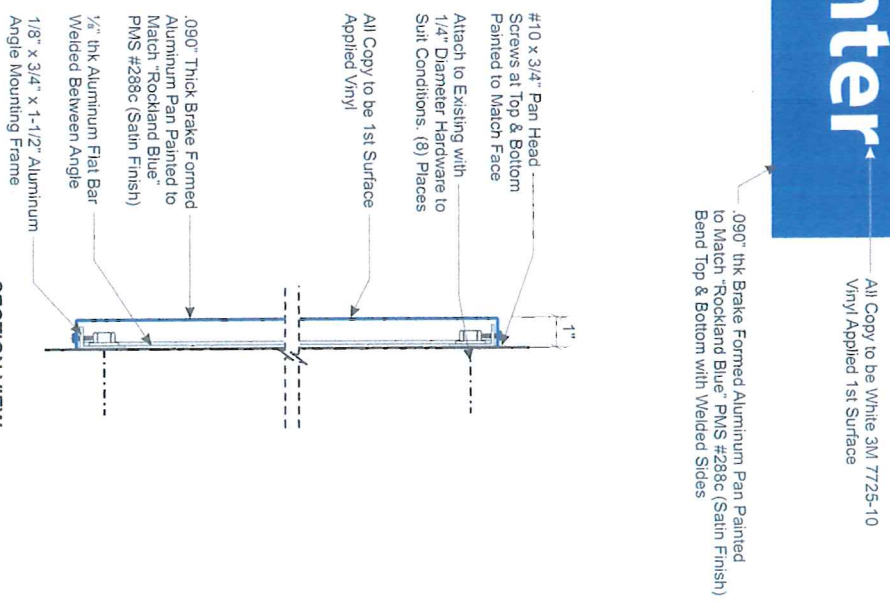 nter
All Copy to be White 3M 7725-10
Vinyl Applied 1st Surface
.090" thk Brake Formed Aluminum Pan Painted
to Match "Rockland Blue" PMS #288c (Satin Finish)
Bend Top & Bottom with Welded Sides
#10 x 3/4" Pan Head
Screws at Top & Bottom
Painted to Match Face
Attach to Existing with
1/4" Diameter Hardware to
Suit Conditions. (8) Places
All Copy to be 1st Surface
Applied Vinyl
.090" Thick Brake Formed
Aluminum Pan Painted to
Match "Rockland Blue"
PMS #288c (Satin Finish)
⅛" thk Aluminum Flat Bar
Welded Between Angle
1/8" x 3/4" x 1-1/2" Aluminum
Angle Mounting Frame
1"
SECTION VIEW